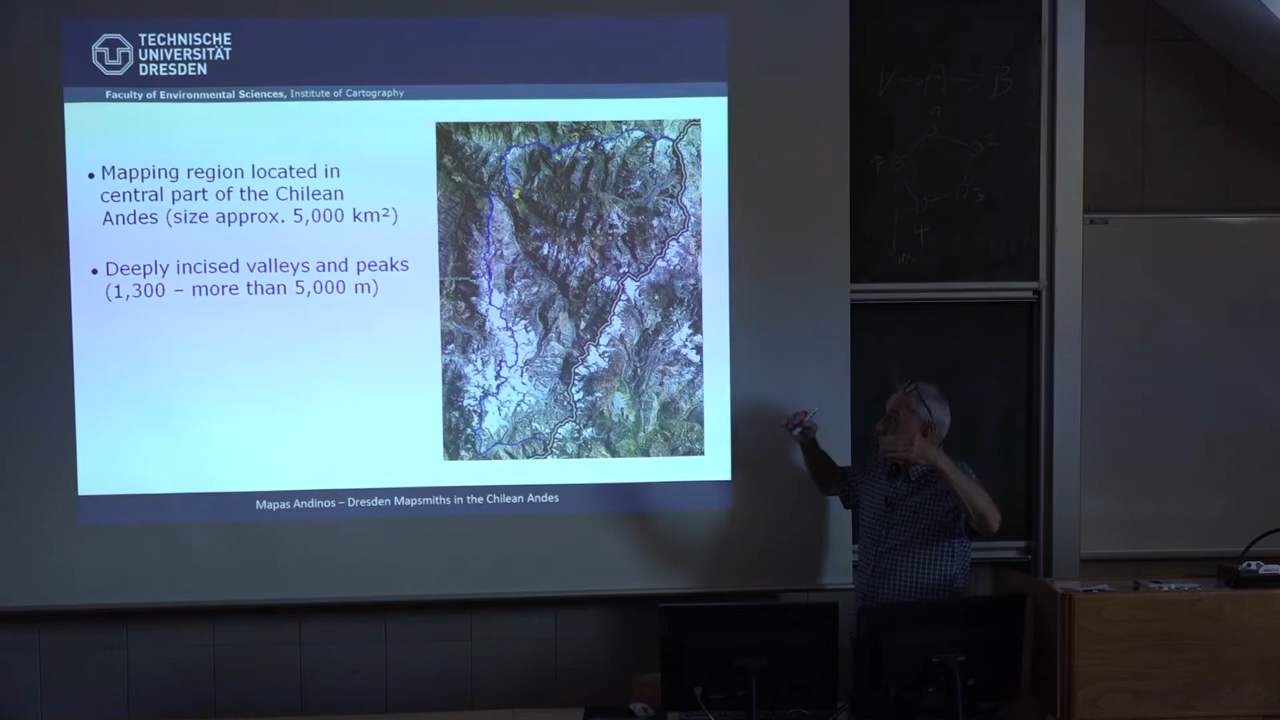 TECHNISCHE
UNIVERSITÄT
DRESDEN
Faculty of Environmental Sciences, Institute of Cartography
• Mapping region located in
central part of the Chilean
Andes (size approx. 5,000 km²)
• Deeply incised valleys and peaks
(1,300 – more than 5,000 m)
Mapas Andinos – Dresden Mapsmiths in the Chilean Andes